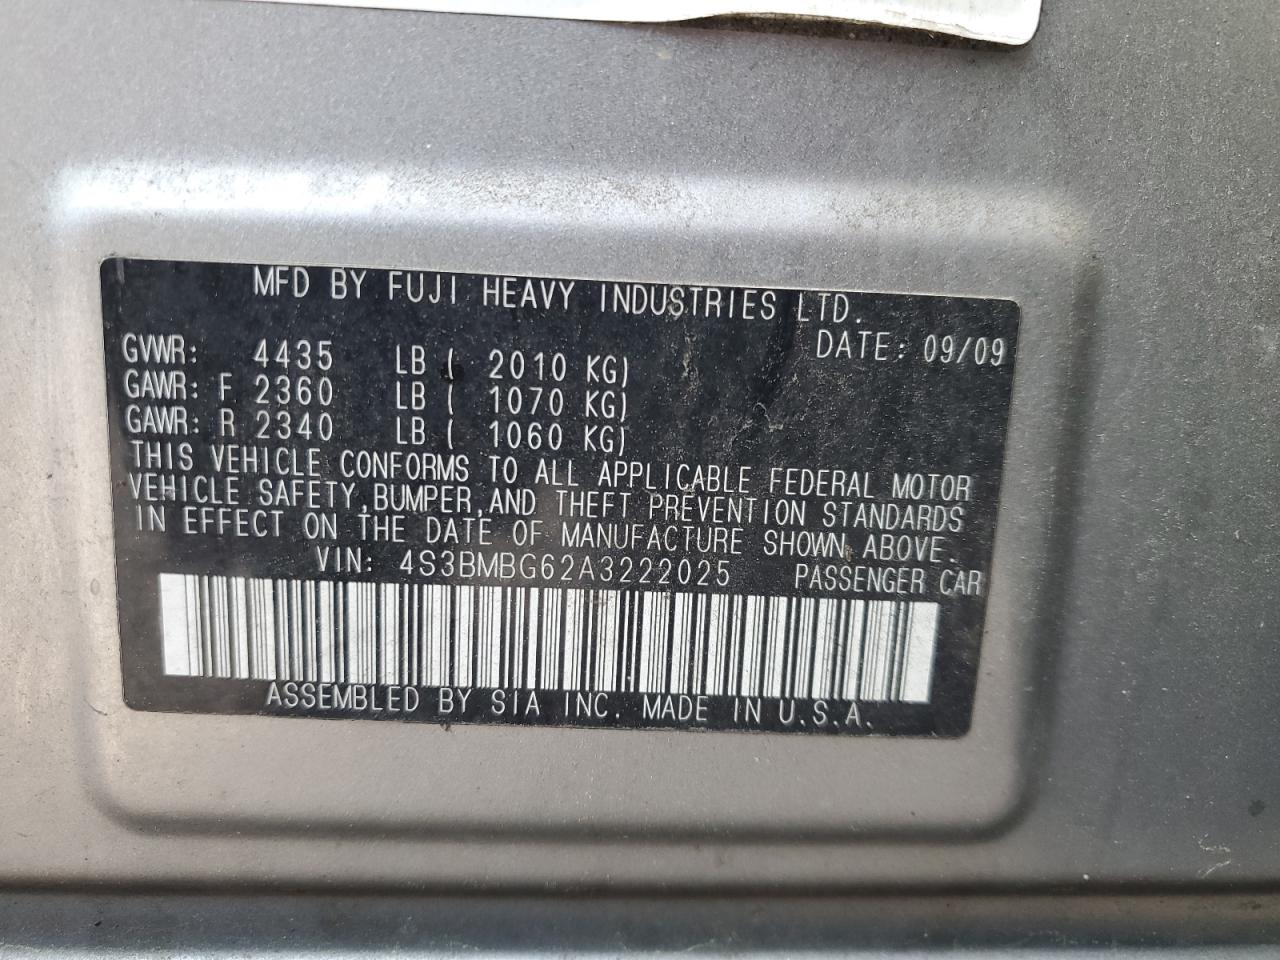 MFD BY FUJI HEAVY INDUSTRIES LTD.
DATE: 09/09
GVWR: 4435 LB ( 2010 KG)
GAWR: F 2360 LB ( 1070 KG)
GAWR: R 2340 LB ( 1060 KG)
THIS VEHICLE CONFORMS TO ALL APPLICABLE FEDERAL MOTOR
VEHICLE SAFETY,BUMPER,AND THEFT PREVENTION STANDARDS
IN EFFECT ON THE DATE OF MANUFACTURE SHOWN ABOVE.
VIN: 4S3BMBG62A3222025 PASSENGER CAR
ASSEMBLED BY SIA INC. MADE IN U.S.A.